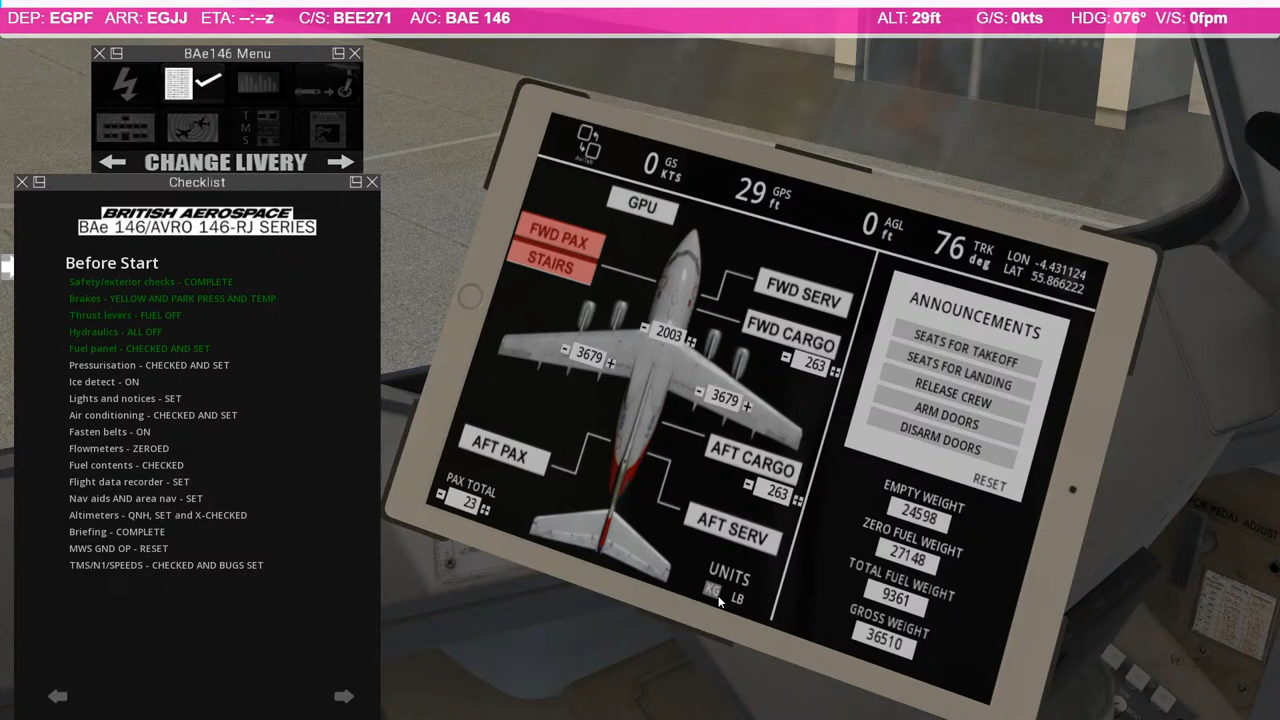 DEP: EGPF ARR: EGJJ ETA: --:--z C/S: BEE271 A/C: BAE 146 ALT: 29ft G/S: 0kts HDG: 076° V/S: 0fpm
BAe146 Menu
TMS
CHANGE LIVERY
Checklist
BRITISH AEROSPACE
BAe 146/AVRO 146-RJ SERIES
Before Start
Safety/exterior checks - COMPLETE
Brakes - YELLOW AND PARK PRESS AND TEMP
Thrust levers - FUEL OFF
Hydraulics - ALL OFF
Fuel panel - CHECKED AND SET
Pressurisation - CHECKED AND SET
Ice detect - ON
Lights and notices - SET
Air conditioning - CHECKED AND SET
Fasten belts - ON
Flowmeters - ZEROED
Fuel contents - CHECKED
Flight data recorder - SET
Nav aids AND area nav - SET
Altimeters - QNH, SET and X-CHECKED
Briefing - COMPLETE
MWS GND OP - RESET
TMS/N1/SPEEDS - CHECKED AND BUGS SET
0 GS KTS
29 GPS ft
0 AGL ft
76 TRK deg
LON -4.431124
LAT 55.866222
GPU
FWD PAX
STAIRS
FWD SERV
FWD CARGO
- 263 +
- 2003 +
- 3679 +
- 3679 +
AFT PAX
AFT CARGO
- 263 +
AFT SERV
PAX TOTAL
- 23 +
UNITS
KG LB
ANNOUNCEMENTS
SEATS FOR TAKEOFF
SEATS FOR LANDING
RELEASE CREW
ARM DOORS
DISARM DOORS
RESET
EMPTY WEIGHT
24598
ZERO FUEL WEIGHT
27148
TOTAL FUEL WEIGHT
9361
GROSS WEIGHT
36510
FOR PEDAL ADJUST